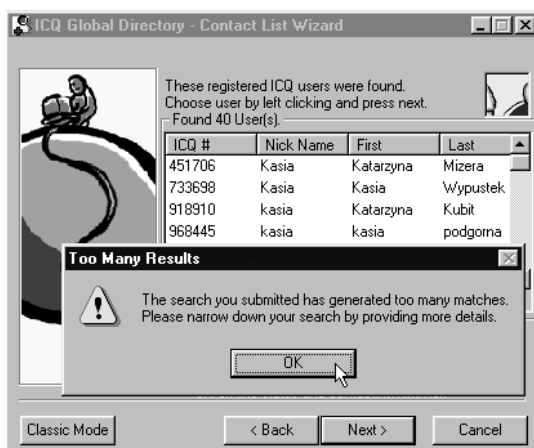 ICQ Global Directory - Contact List Wizard
These registered ICQ users were found.
Choose user by left clicking and press next.
Found 40 User(s).
ICQ # Nick Name First Last
451706 Kasia Katarzyna Mizera
733698 Kasia Kasia Wypustek
918910 kasia Katarzyna Kubit
968445 kasia kasia podgorna
Too Many Results
The search you submitted has generated too many matches.
Please narrow down your search by providing more details.
OK
Classic Mode < Back Next > Cancel